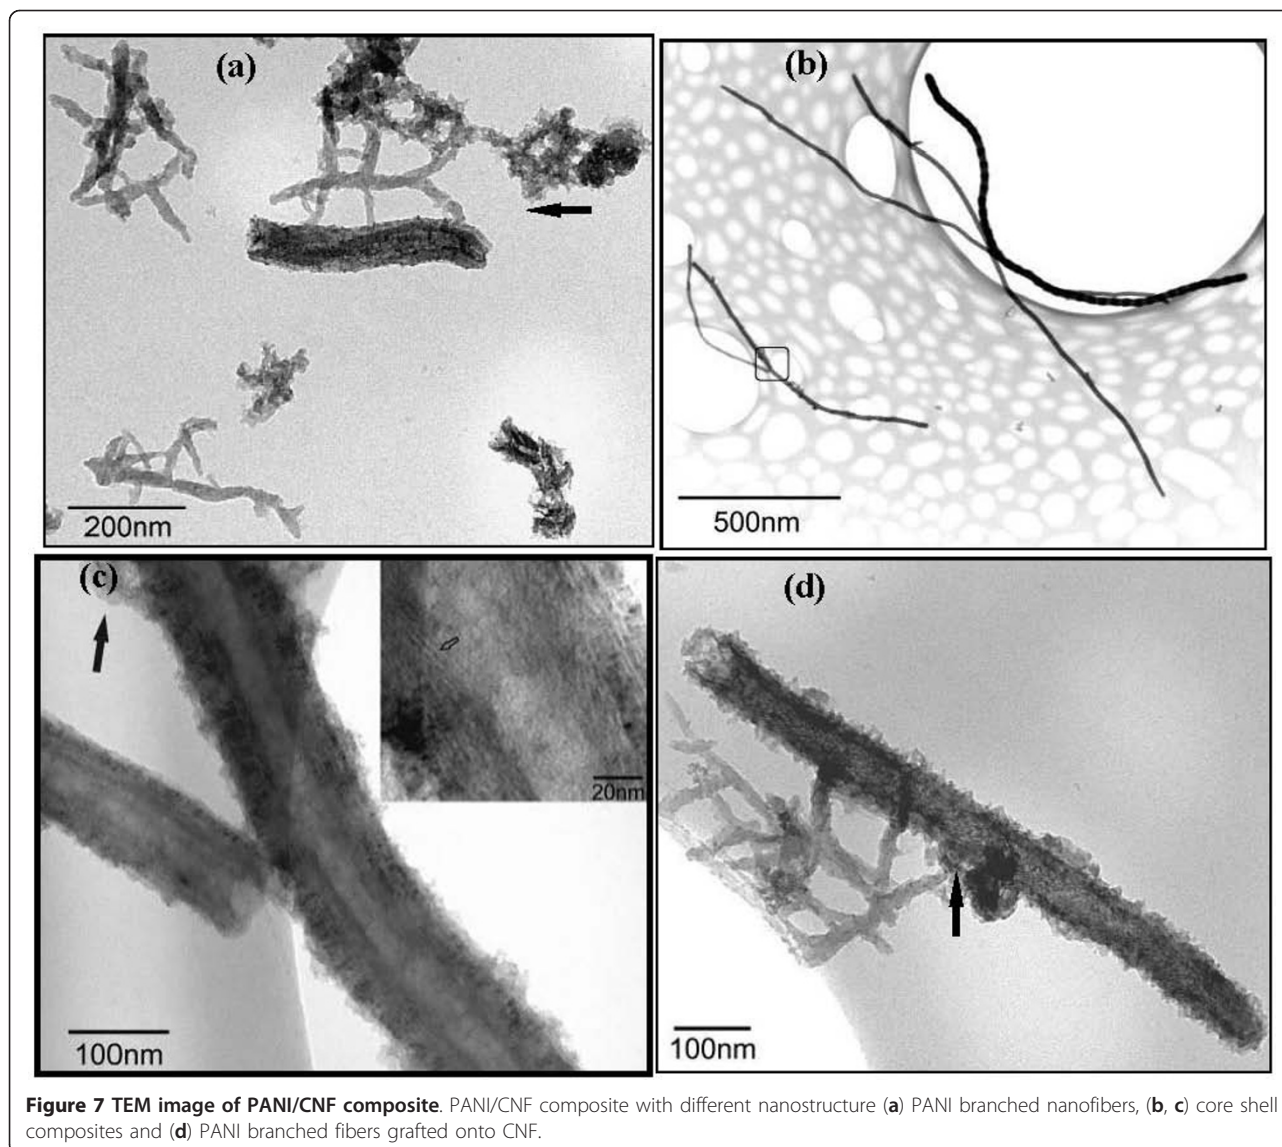 (a)
(b)
200nm
500nm
(c)
(d)
20nm
100nm
100nm
Figure 7 TEM image of PANI/CNF composite. PANI/CNF composite with different nanostructure (a) PANI branched nanofibers, (b, c) core shell
composites and (d) PANI branched fibers grafted onto CNF.